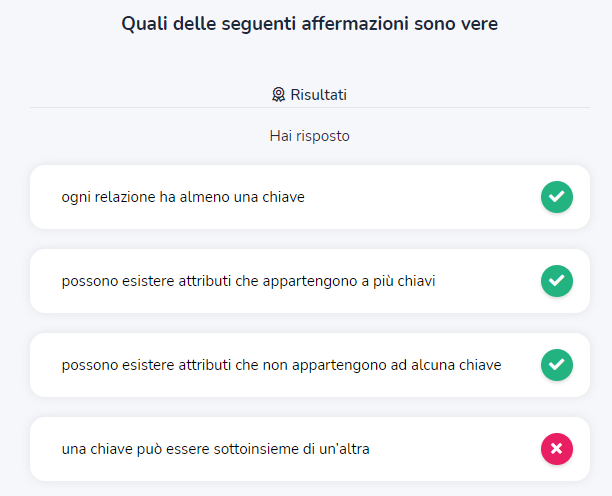 Quali delle seguenti affermazioni sono vere
Risultati
Hai risposto
ogni relazione ha almeno una chiave
possono esistere attributi che appartengono a più chiavi
possono esistere attributi che non appartengono ad alcuna chiave
una chiave può essere sottoinsieme di un'altra